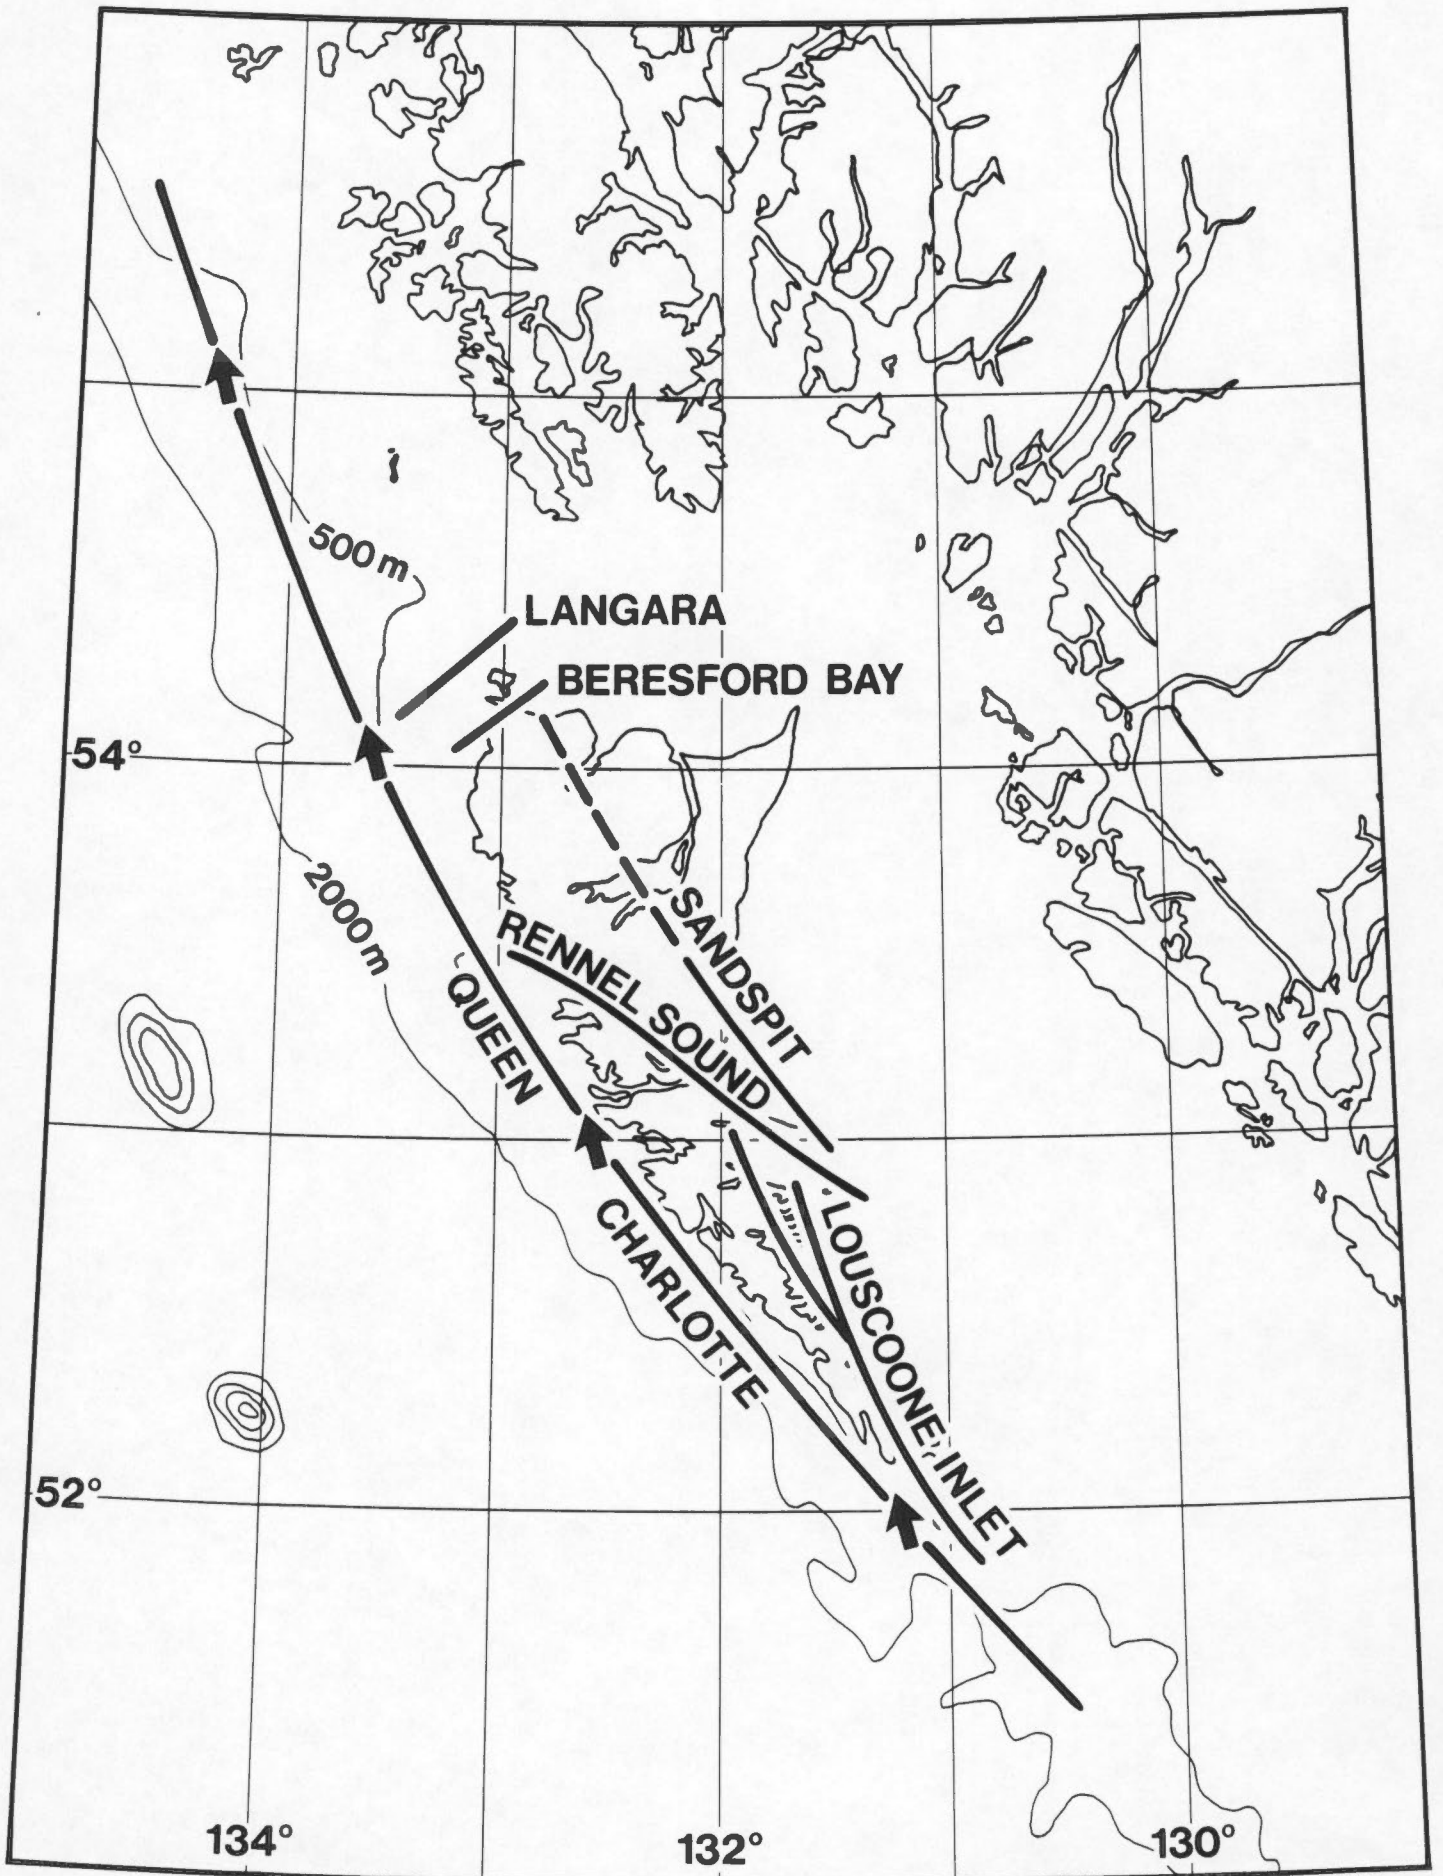 500 m
LANGARA
BERESFORD BAY
54°
2000 m
SANDSPIT
RENNEL SOUND
QUEEN
CHARLOTTE
LOUSCOONE INLET
52°
134°
132°
130°